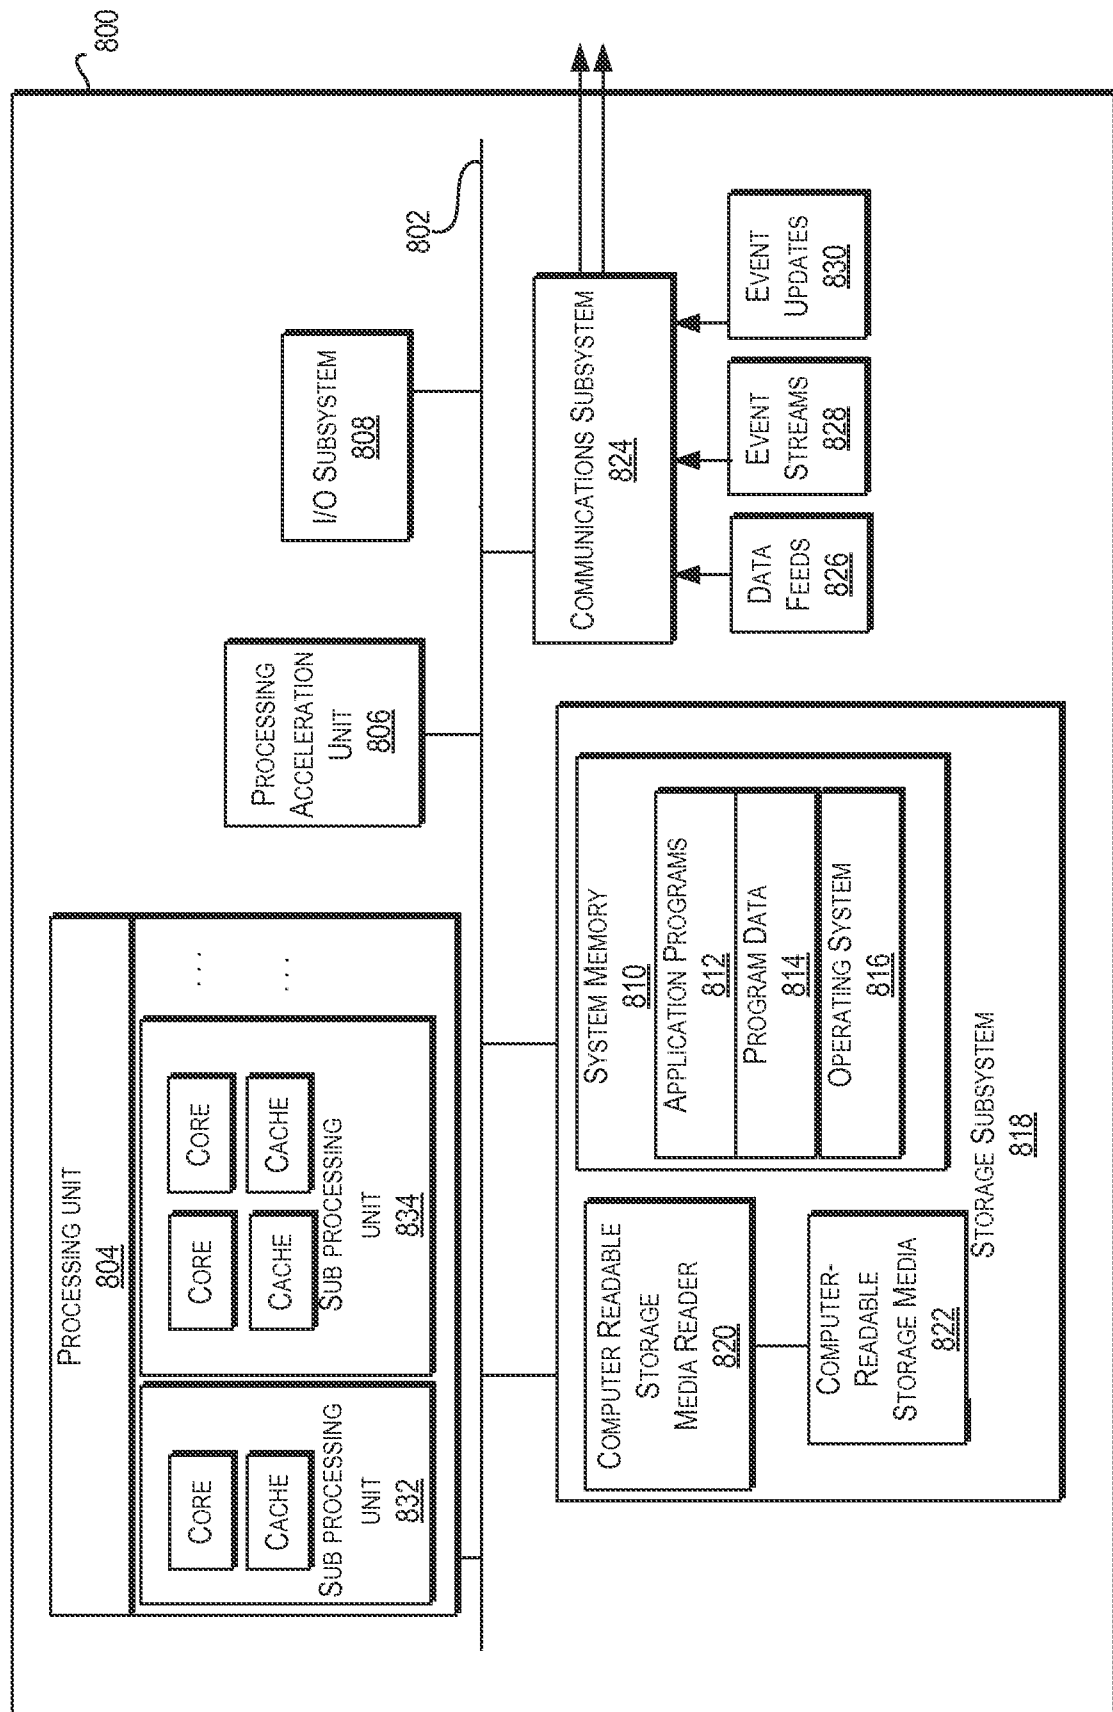 800
PROCESSING UNIT
804
CORE
CACHE
SUB PROCESSING
UNIT
832
CORE
CORE
CACHE
CACHE
SUB PROCESSING
UNIT
834
...
...
PROCESSING
ACCELERATION
UNIT
806
I/O SUBSYSTEM
808
802
COMPUTER READABLE
STORAGE
MEDIA READER
820
COMPUTER-
READABLE
STORAGE MEDIA
822
SYSTEM MEMORY
810
APPLICATION PROGRAMS
812
PROGRAM DATA
814
OPERATING SYSTEM
816
STORAGE SUBSYSTEM
818
COMMUNICATIONS SUBSYSTEM
824
DATA
FEEDS
826
EVENT
STREAMS
828
EVENT
UPDATES
830